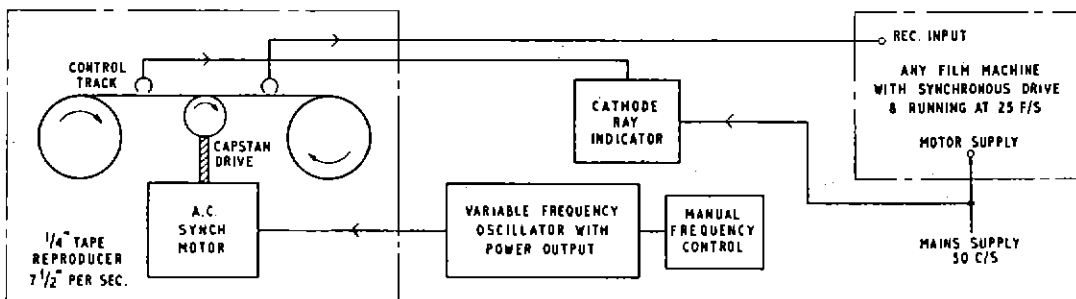 CONTROL
TRACK
CAPSTAN
DRIVE
A.C.
SYNCH
MOTOR
1/4" TAPE
REPRODUCER
7 1/2" PER SEC.
VARIABLE FREQUENCY
OSCILLATOR WITH
POWER OUTPUT
MANUAL
FREQUENCY
CONTROL
CATHODE
RAY
INDICATOR
REC. INPUT
ANY FILM MACHINE
WITH SYNCHRONOUS DRIVE
& RUNNING AT 25 F/S
MOTOR SUPPLY
MAINS SUPPLY
50 C/S